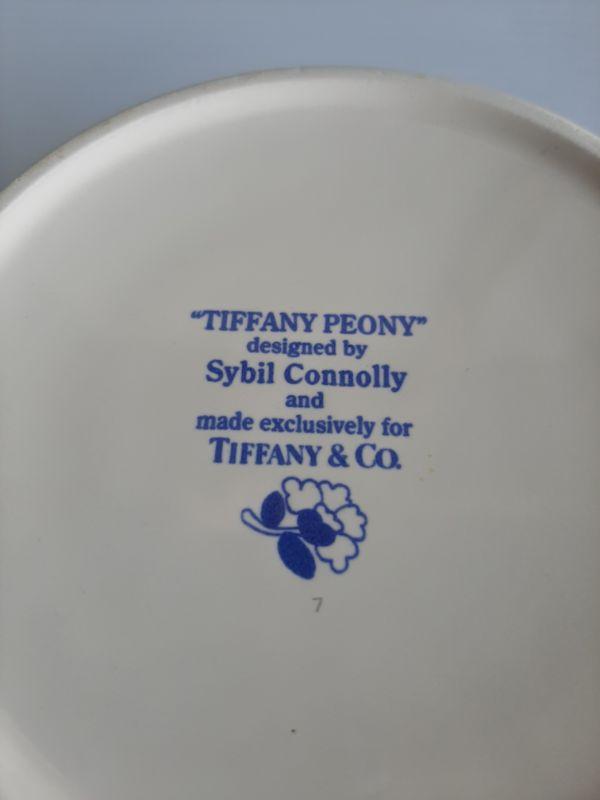 "TIFFANY PEONY"
designed by
Sybil Connolly
and
made exclusively for
TIFFANY & CO.
7